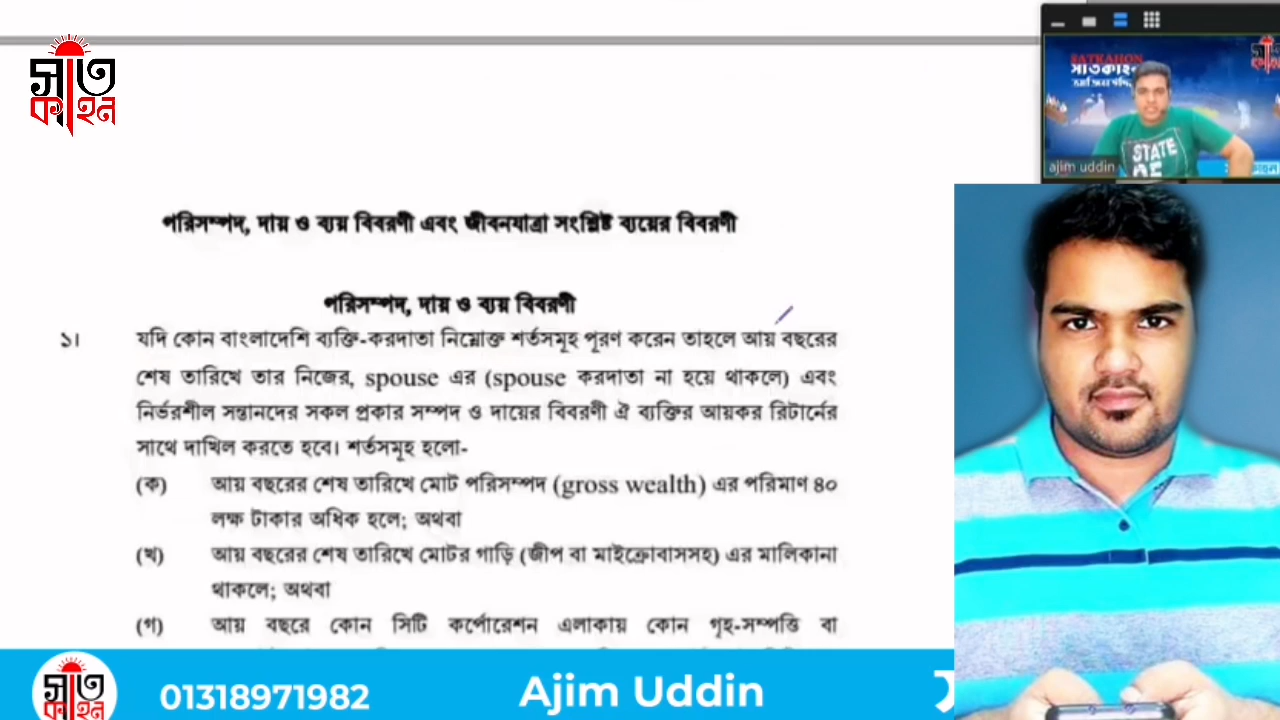 সাত
কাহন
SATKAHON
সাতকাহন
ajim uddin
STATE
OF
পরিসম্পদ, দায় ও ব্যয় বিবরণী এবং জীবনযাত্রা সংশ্লিষ্ট ব্যয়ের বিবরণী
পরিসম্পদ, দায় ও ব্যয় বিবরণী
১। যদি কোন বাংলাদেশি ব্যক্তি-করদাতা নিম্নোক্ত শর্তসমূহ পূরণ করেন তাহলে আয় বছরের
শেষ তারিখে তার নিজের, spouse এর (spouse করদাতা না হয়ে থাকলে) এবং
নির্ভরশীল সন্তানদের সকল প্রকার সম্পদ ও দায়ের বিবরণী ঐ ব্যক্তির আয়কর রিটার্নের
সাথে দাখিল করতে হবে। শর্তসমূহ হলো-
(ক) আয় বছরের শেষ তারিখে মোট পরিসম্পদ (gross wealth) এর পরিমাণ ৪০
লক্ষ টাকার অধিক হলে; অথবা
(খ) আয় বছরের শেষ তারিখে মোটর গাড়ি (জীপ বা মাইক্রোবাসসহ) এর মালিকানা
থাকলে; অথবা
(গ) আয় বছরে কোন সিটি কর্পোরেশন এলাকায় কোন গৃহ-সম্পত্তি বা
সাত
কাহন
01318971982
Ajim Uddin